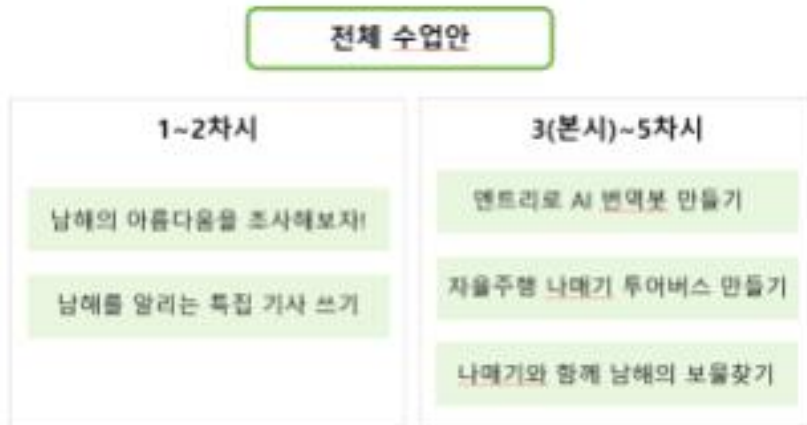 전체 수업안
1~2차시
남해의 아름다움을 조사해보자!
남해를 알리는 특집 기사 쓰기
3(본시)~5차시
엔트리로 AI 번역봇 만들기
자율주행 나매기 투어버스 만들기
나매기와 함께 남해의 보물찾기